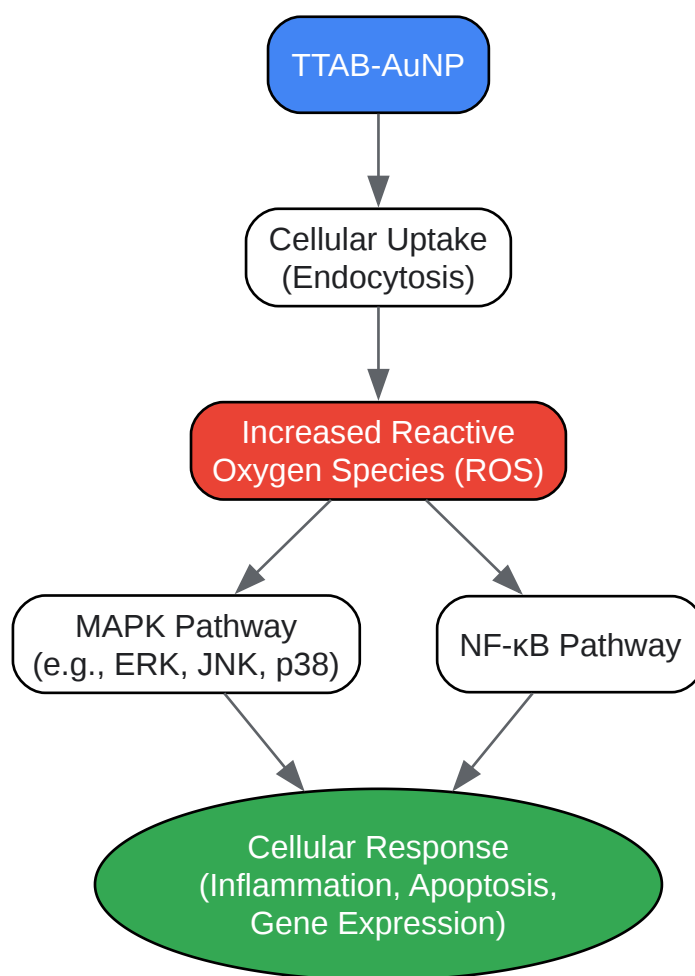 TTAB-AuNP
Cellular Uptake
(Endocytosis)
Increased Reactive
Oxygen Species (ROS)
MAPK Pathway
(e.g., ERK, JNK, p38)
NF-κB Pathway
Cellular Response
(Inflammation, Apoptosis,
Gene Expression)